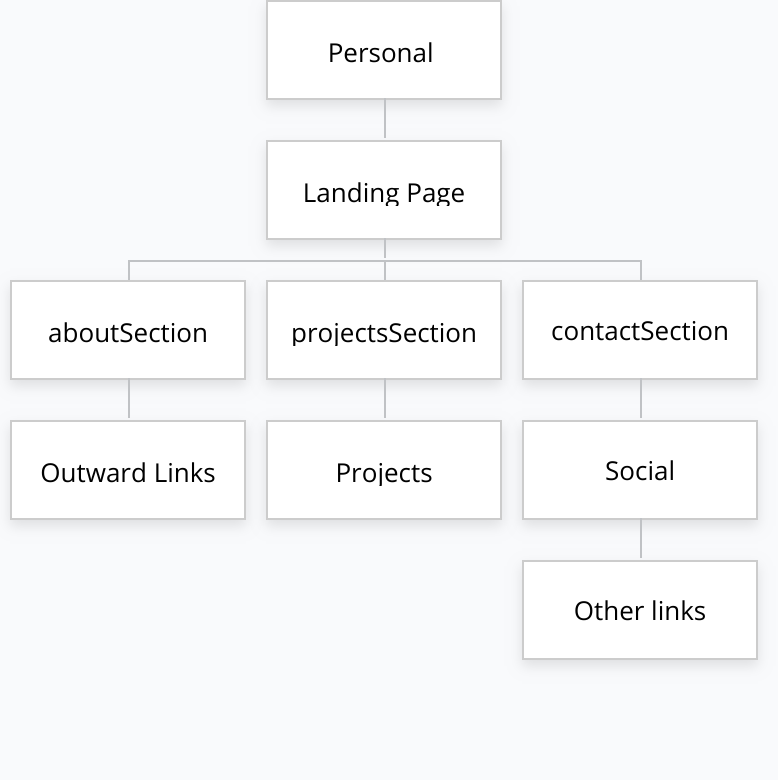 Personal
Landing Page
aboutSection
projectsSection
contactSection
Outward Links
Projects
Social
Other links